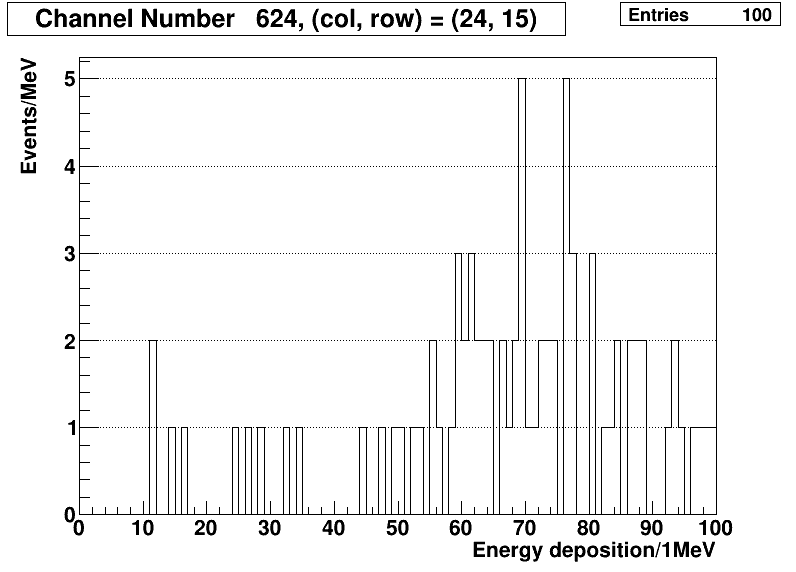 Channel Number 624, (col, row) = (24, 15)
Entries 100
Events/MeV
5
4
3
2
1
0
0 10 20 30 40 50 60 70 80 90 100
Energy deposition/1MeV